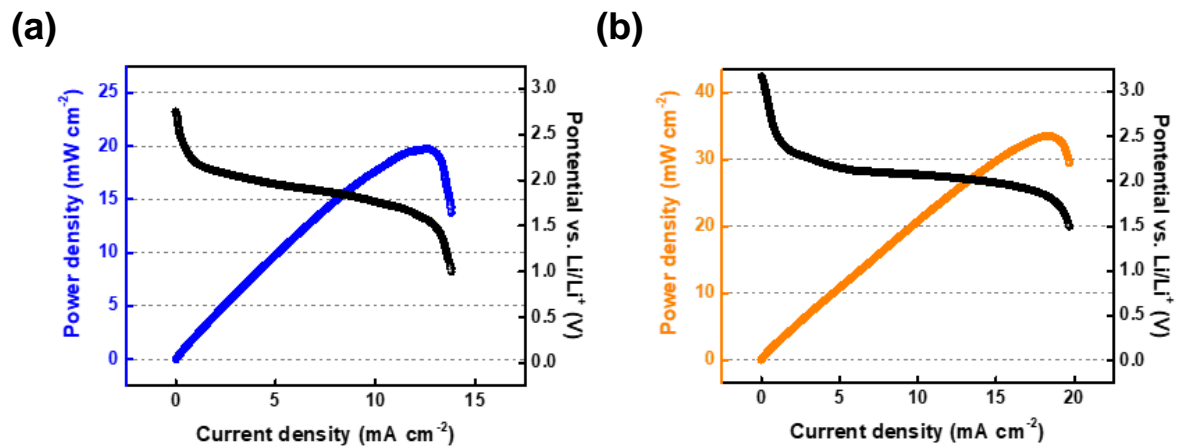 (a)
Power density (mW cm⁻²)
25
20
15
10
5
0
3.0
2.5
2.0
1.5
1.0
0.5
0.0
Pontential vs. Li/Li⁺ (V)
0 5 10 15
Current density (mA cm⁻²)
(b)
Power density (mW cm⁻²)
40
30
20
10
0
3.0
2.5
2.0
1.5
1.0
0.5
0.0
Pontential vs. Li/Li⁺ (V)
0 5 10 15 20
Current density (mA cm⁻²)